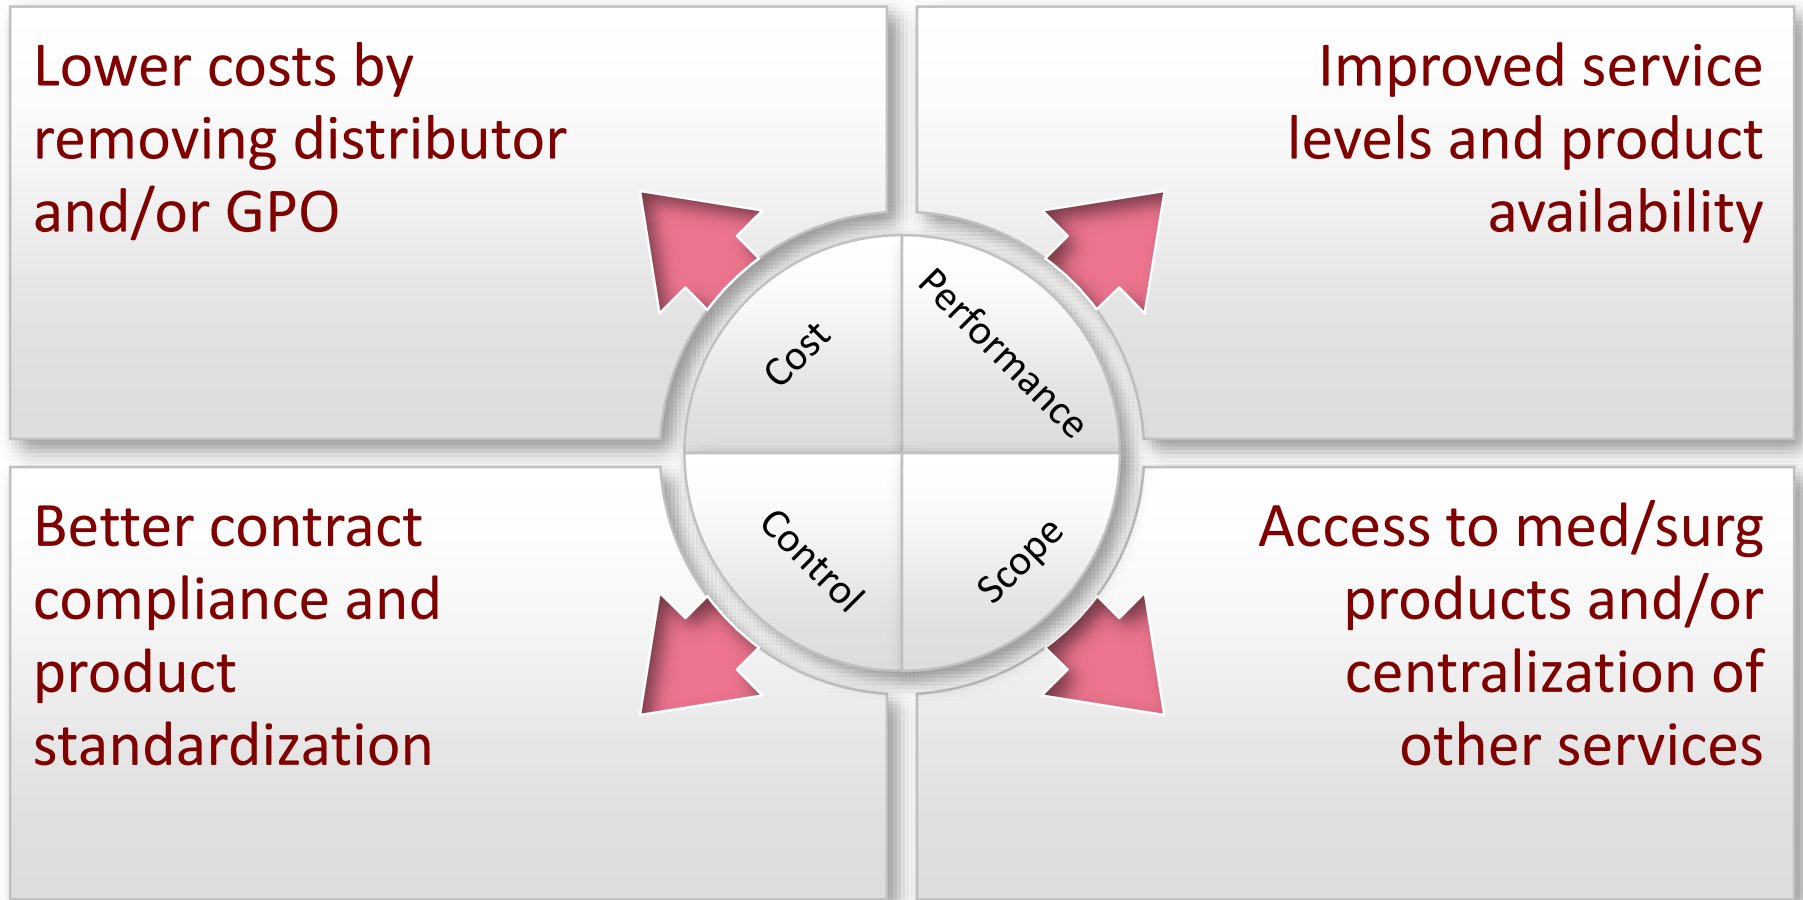 Lower costs by
removing distributor
and/or GPO
Improved service
levels and product
availability
Cost
Performance
Control
Scope
Better contract
compliance and
product
standardization
Access to med/surg
products and/or
centralization of
other services